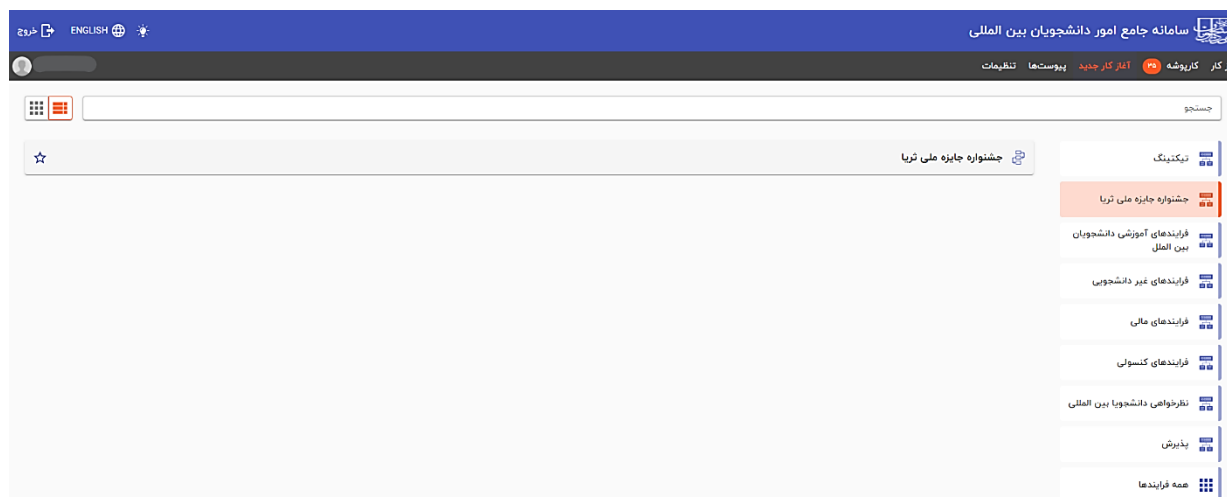 سامانه جامع امور دانشجویان بین المللی
ENGLISH
خروج
کار
کارپوشه ۳۵
آغاز کار جدید
پیوست‌ها
تنظیمات
جستجو
تیکتینگ
جشنواره جایزه ملی ثریا
جشنواره جایزه ملی ثریا
فرایندهای آموزشی دانشجویان
بین الملل
فرایندهای غیر دانشجویی
فرایندهای مالی
فرایندهای کنسولی
نظرخواهی دانشجویا بین المللی
پذیرش
همه فرایندها